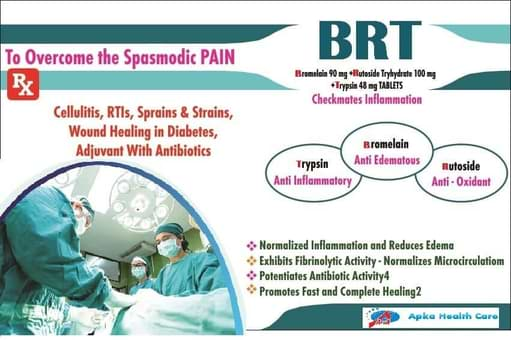 To Overcome the Spasmodic PAIN
Rx
Cellulitis, RTIs, Sprains & Strains,
Wound Healing in Diabetes,
Adjuvant With Antibiotics
BRT
Bromelain 90 mg •Rutoside Tryhydrate 100 mg
•Trypsin 48 mg TABLETS
Checkmates Inflammation
Bromelain
Anti Edematous
Trypsin
Anti Inflammatory
Rutoside
Anti - Oxidant
Normalized Inflammation and Reduces Edema
Exhibits Fibrinolytic Activity - Normalizes Microcirculatiom
Potentiates Antibiotic Activity4
Promotes Fast and Complete Healing2
Apka Health Care